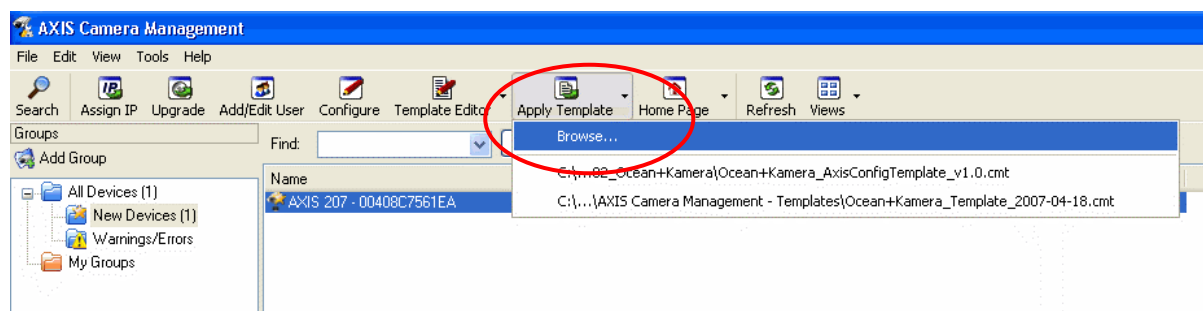 AXIS Camera Management
File Edit View Tools Help
Search Assign IP Upgrade Add/Edit User Configure Template Editor Apply Template Home Page Refresh Views
Groups
Add Group
Find:
Browse...
C:\...02_Ocean+Kamera\Ocean+Kamera_AxisConfigTemplate_v1.0.cmt
C:\...\AXIS Camera Management - Templates\Ocean+Kamera_Template_2007-04-18.cmt
Name
AXIS 207 - 00408C7561EA
All Devices (1)
New Devices (1)
Warnings/Errors
My Groups